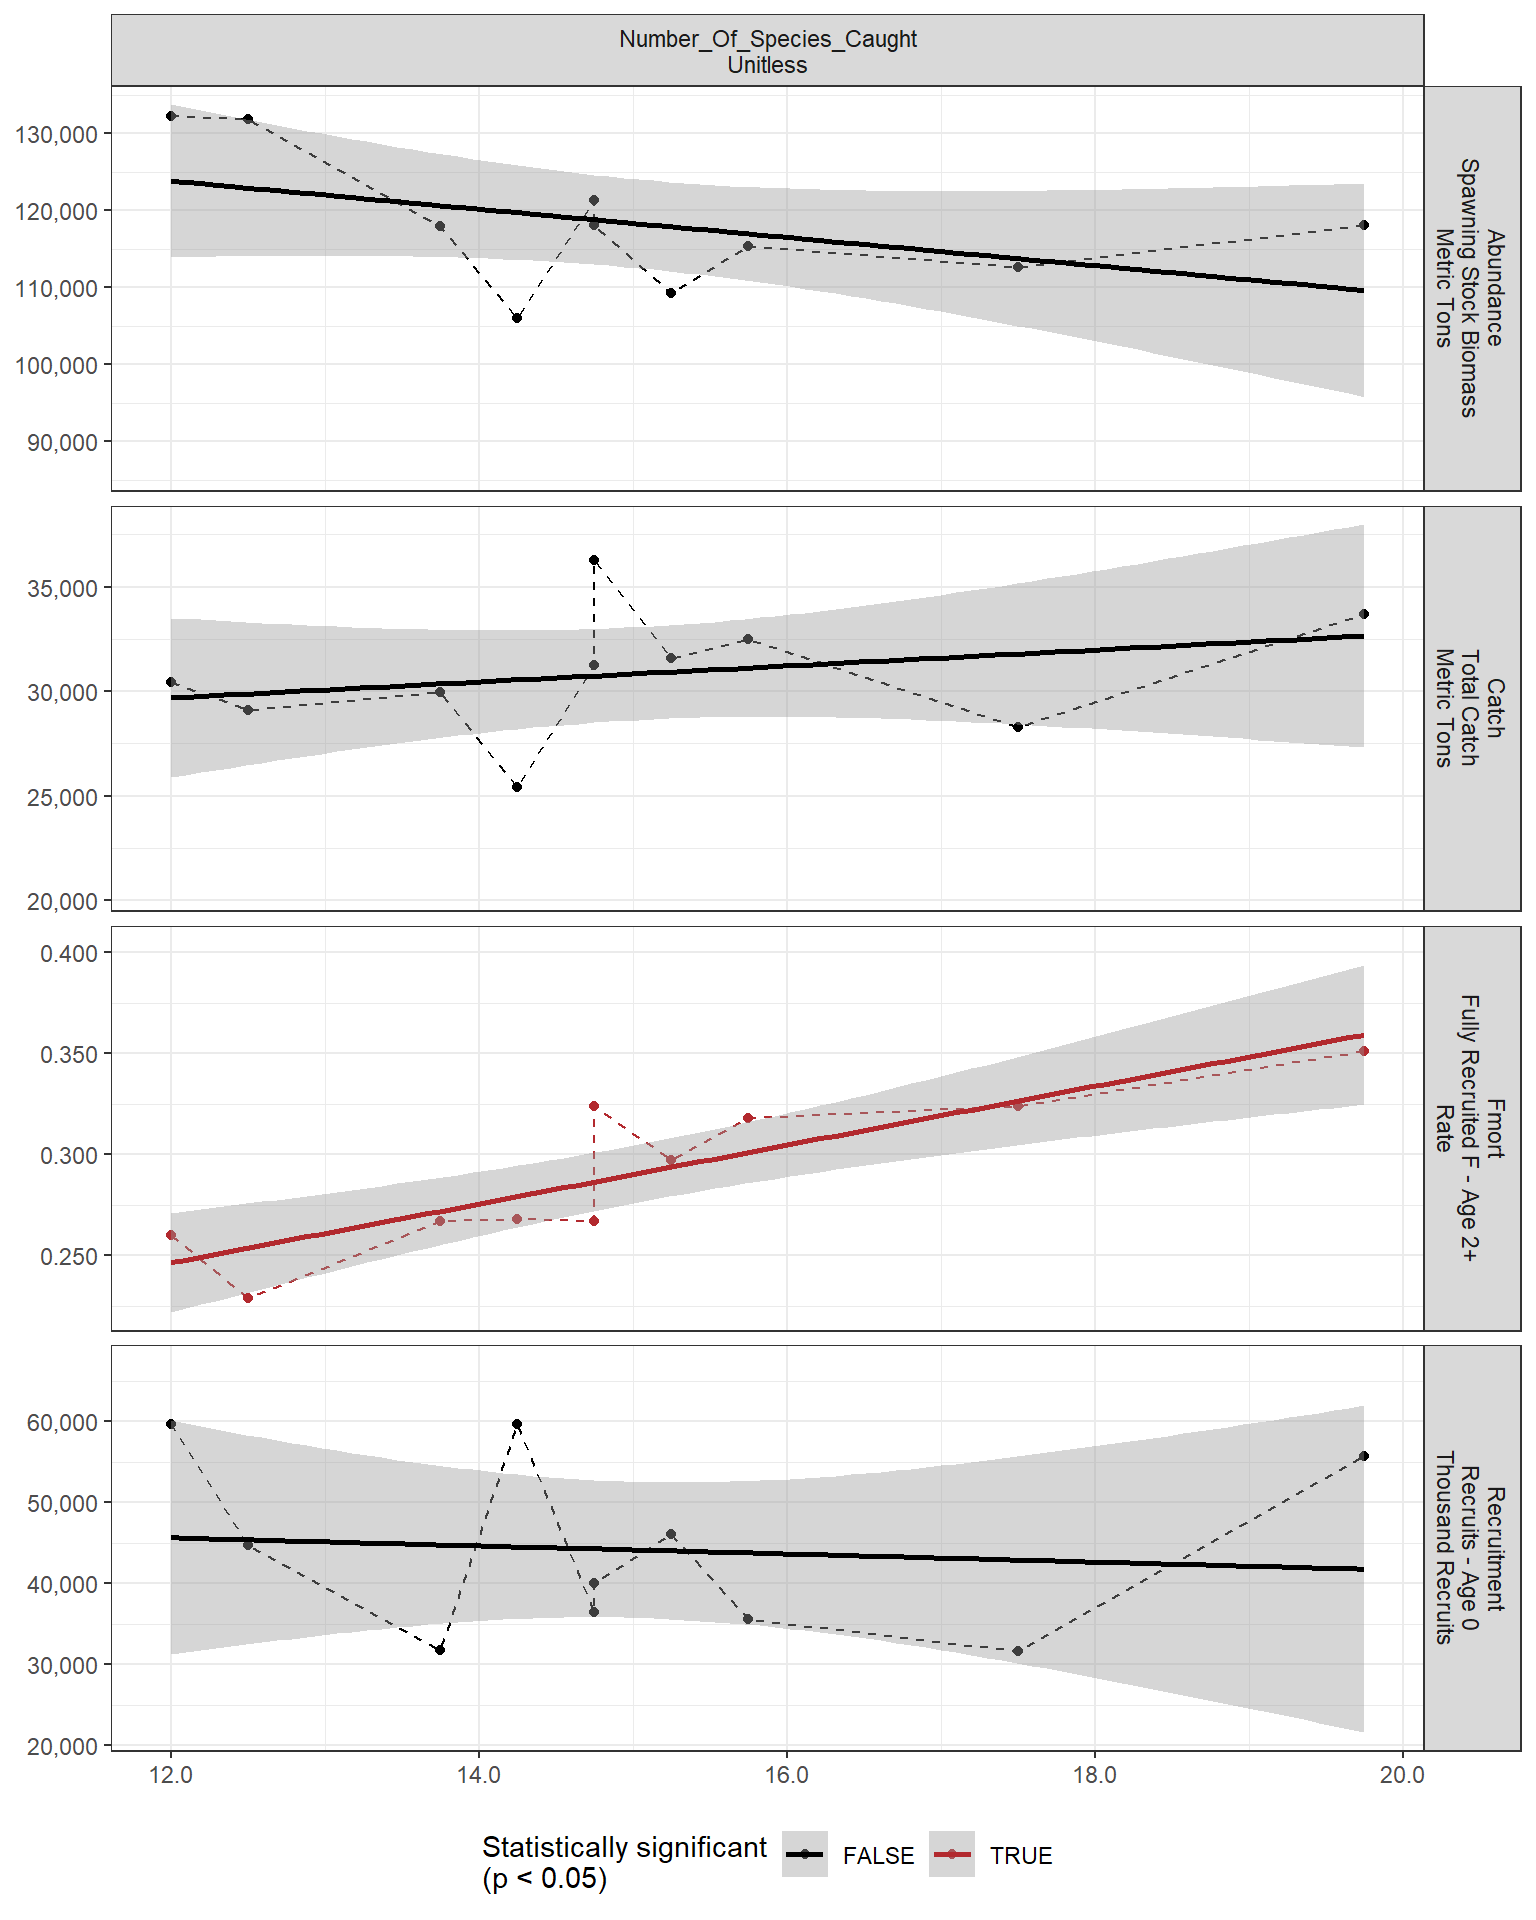 Number_Of_Species_Caught
Unitless
130,000
120,000
110,000
100,000
90,000
Abundance
Spawning Stock Biomass
Metric Tons
35,000
30,000
25,000
20,000
Catch
Total Catch
Metric Tons
0.400
0.350
0.300
0.250
Fmort
Fully Recruited F - Age 2+
Rate
60,000
50,000
40,000
30,000
20,000
Recruitment
Recruits - Age 0
Thousand Recruits
12.0 14.0 16.0 18.0 20.0
Statistically significant
(p < 0.05)
FALSE TRUE